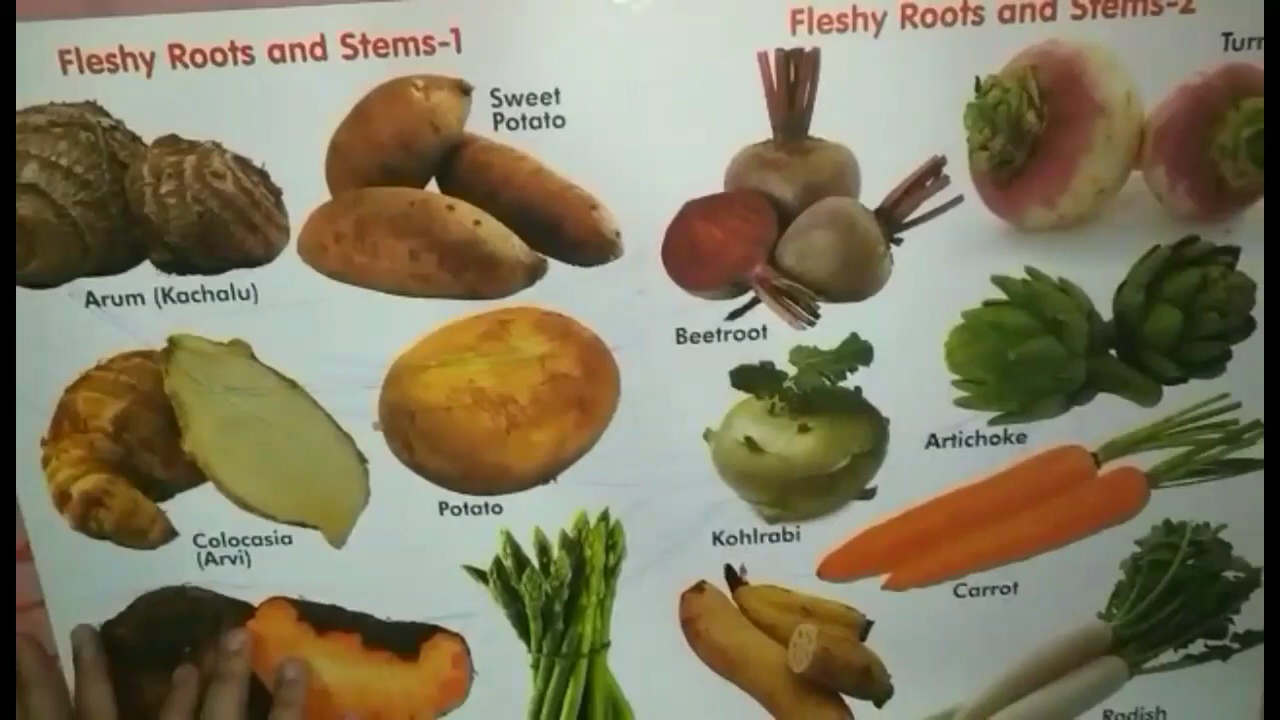 Fleshy Roots and Stems-1
Sweet
Potato
Arum (Kachalu)
Colocasia
(Arvi)
Potato
Fleshy Roots and Stems-2
Beetroot
Artichoke
Kohlrabi
Carrot
Radish